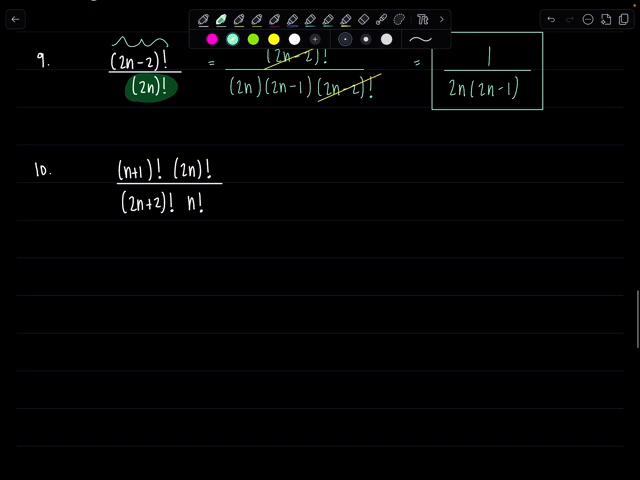 9. (2n-2)! / (2n)! = (2n-2)! / (2n)(2n-1)(2n-2)! = 1 / 2n(2n-1)
10. (n+1)! (2n)! / (2n+2)! n!